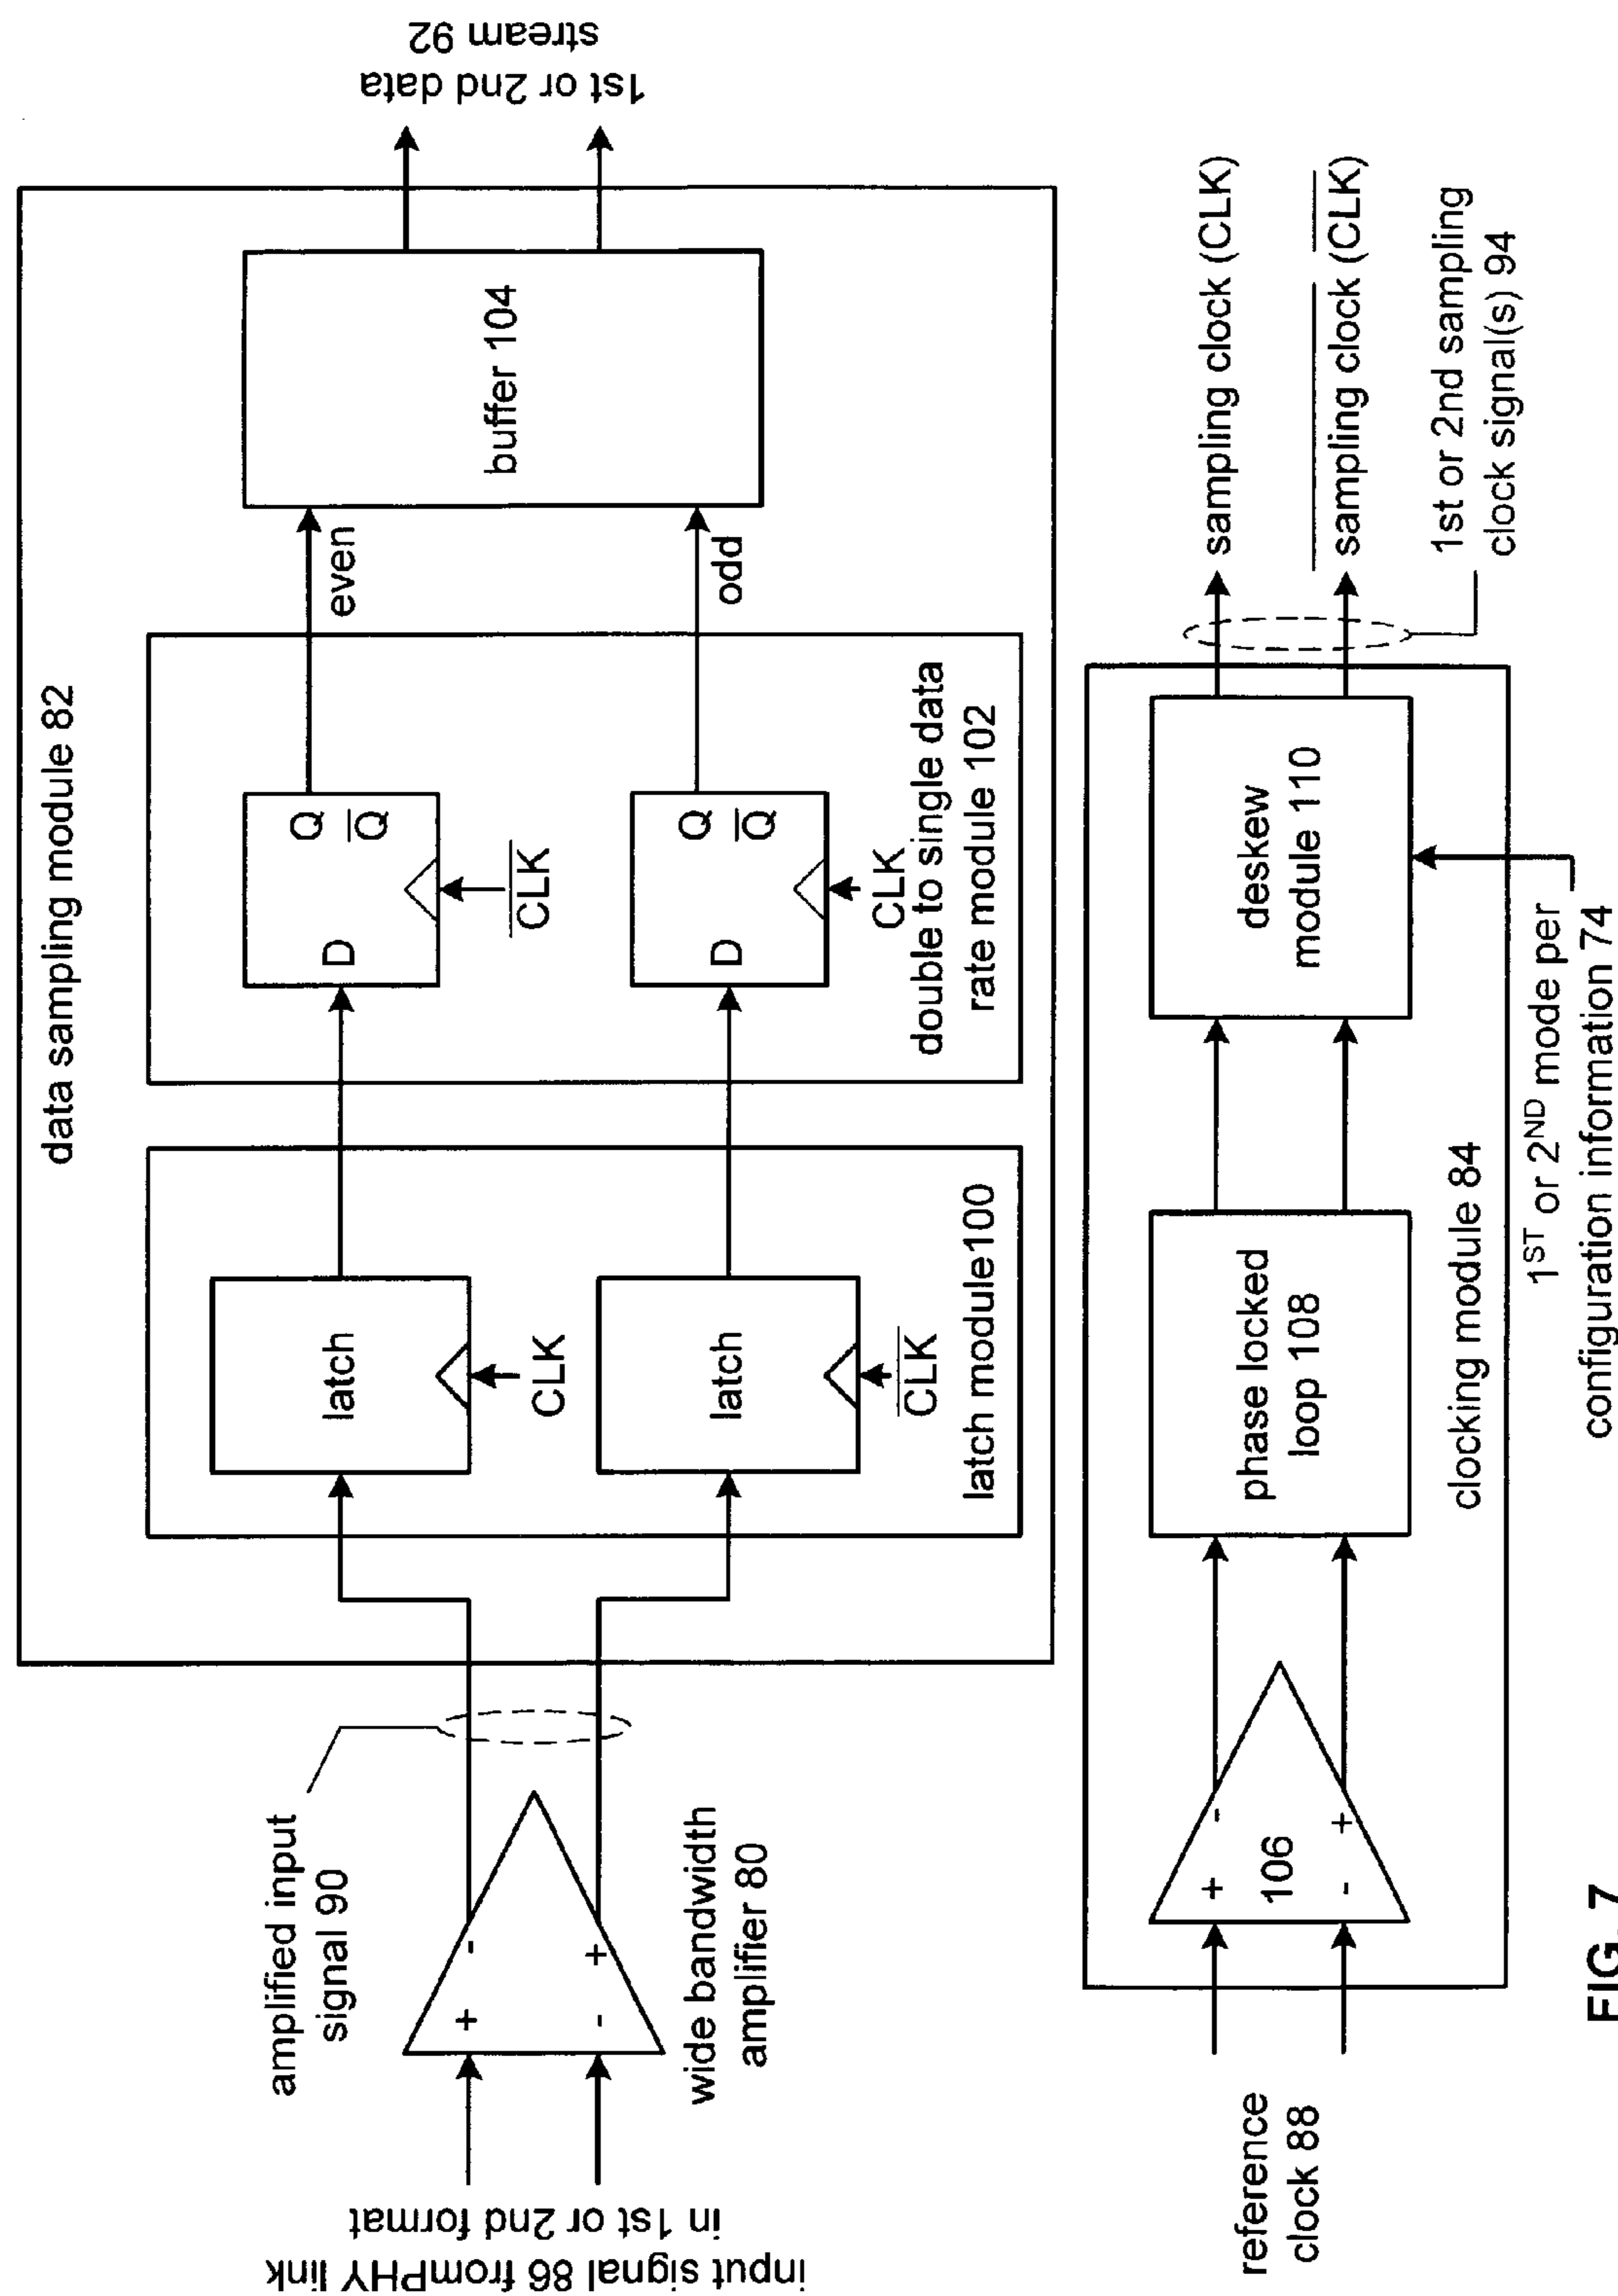 data sampling module 82
input signal 86 fromPHY link
in 1st or 2nd format
+
-
-
+
wide bandwidth
amplifier 80
amplified input
signal 90
latch
CLK
latch
CLK
latch module100
D
Q
Q
CLK
D
Q
Q
CLK
double to single data
rate module 102
even
odd
buffer 104
1st or 2nd data
stream 92
reference
clock 88
+
-
106
-
+
phase locked
loop 108
deskew
module 110
clocking module 84
1ST or 2ND mode per
configuration information 74
sampling clock (CLK)
sampling clock (CLK)
1st or 2nd sampling
clock signal(s) 94
FIG. 7